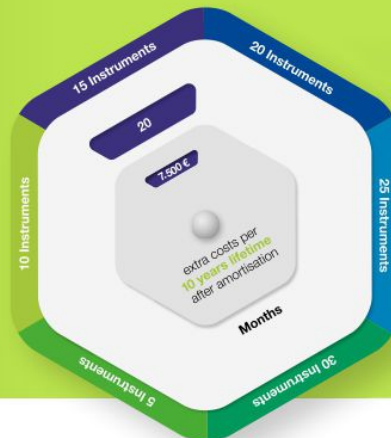 15 Instruments
20 Instruments
20
10 Instruments
7.500 €
25 Instruments
extra costs per
10 years lifetime
after amortisation
Months
5 Instruments
30 Instruments